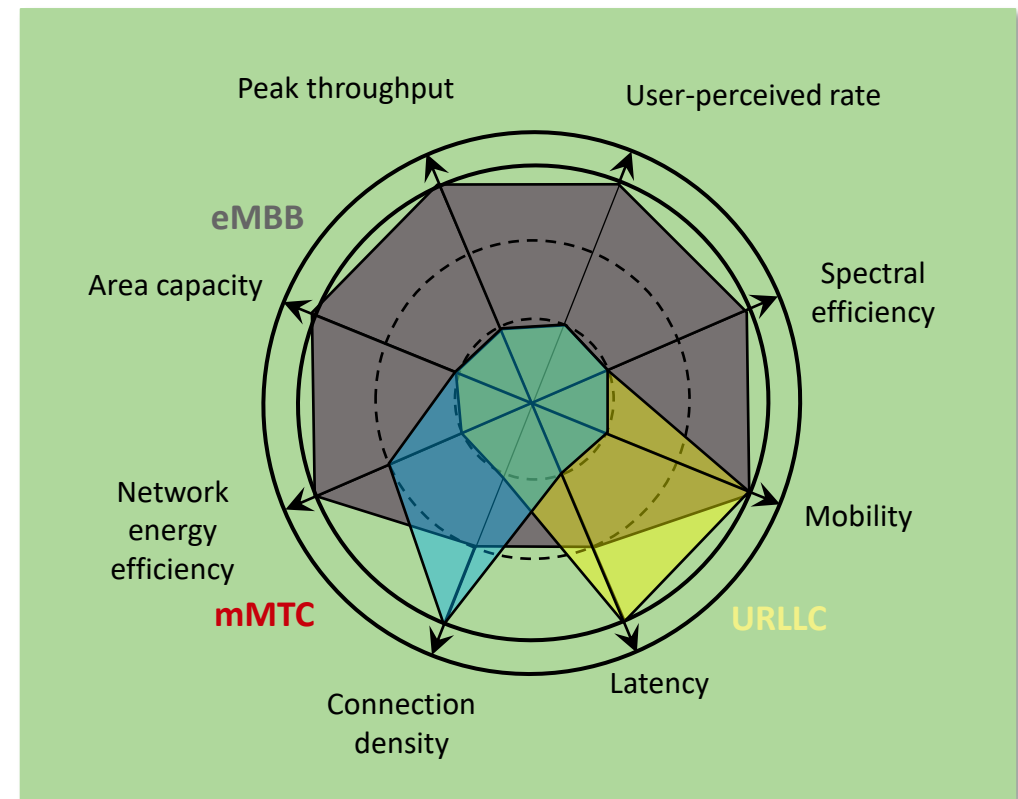 Peak throughput
User-perceived rate
eMBB
Area capacity
Spectral
efficiency
Network
energy
efficiency
Mobility
mMTC
URLLC
Latency
Connection
density